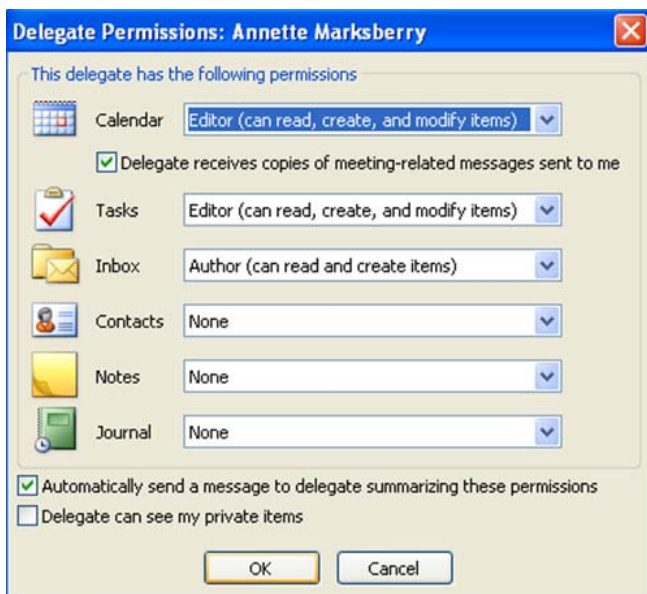 Delegate Permissions: Annette Marksberry
This delegate has the following permissions
Calendar Editor (can read, create, and modify items)
Delegate receives copies of meeting-related messages sent to me
Tasks Editor (can read, create, and modify items)
Inbox Author (can read and create items)
Contacts None
Notes None
Journal None
Automatically send a message to delegate summarizing these permissions
Delegate can see my private items
OK Cancel